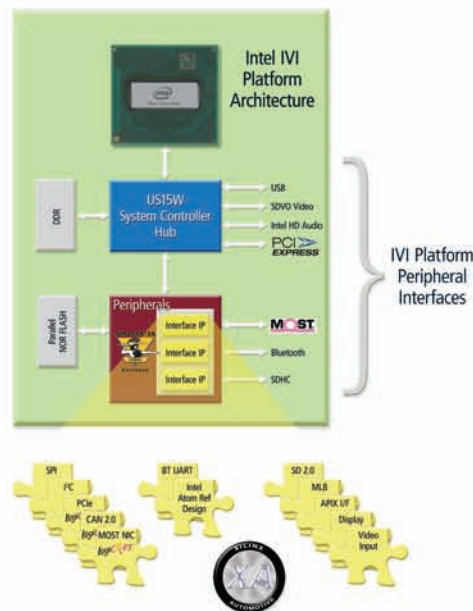 Intel IVI
Platform
Architecture
intel
US15W
System Controller
Hub
DDR
USB
SDVO Video
Intel HD Audio
PCI
EXPRESS
IVI Platform
Peripheral
Interfaces
Parallel
NOR FLASH
Peripherals
Interface IP
Interface IP
Interface IP
MOST
Bluetooth
SDHC
SPI
I²C
PCIe
CAN 2.0
MOST NIC
BT UART
Intel
Atom Ref
Design
SD 2.0
MLB
APIX I/F
Display
Video
Input
XILINX
XA
AUTOMOTIVE